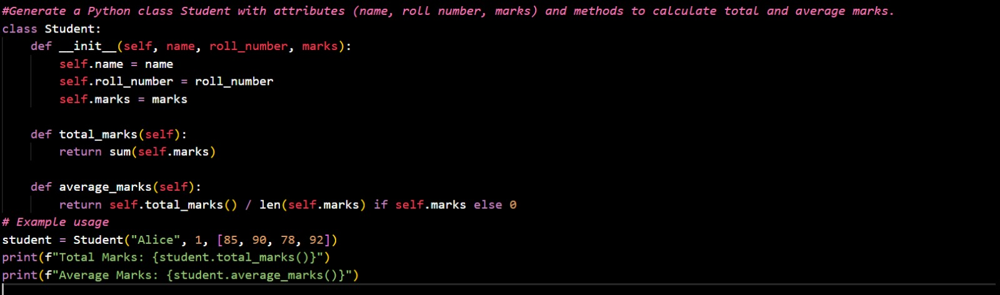 #Generate a Python class Student with attributes (name, roll number, marks) and methods to calculate total and average marks.
class Student:
    def __init__(self, name, roll_number, marks):
        self.name = name
        self.roll_number = roll_number
        self.marks = marks

    def total_marks(self):
        return sum(self.marks)

    def average_marks(self):
        return self.total_marks() / len(self.marks) if self.marks else 0
# Example usage
student = Student("Alice", 1, [85, 90, 78, 92])
print(f"Total Marks: {student.total_marks()}")
print(f"Average Marks: {student.average_marks()}")